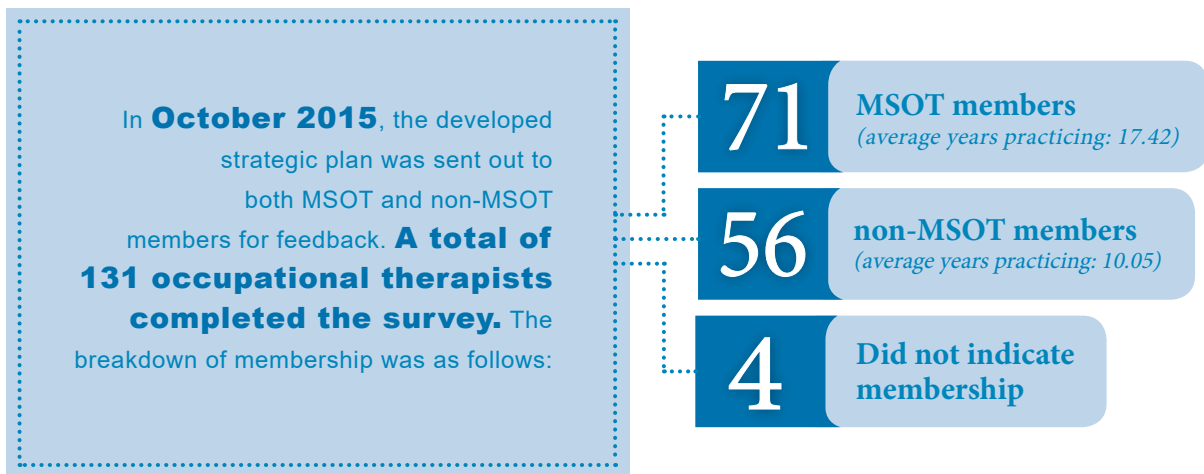 In October 2015, the developed
strategic plan was sent out to
both MSOT and non-MSOT
members for feedback. A total of
131 occupational therapists
completed the survey. The
breakdown of membership was as follows:
71
MSOT members
(average years practicing: 17.42)
56
non-MSOT members
(average years practicing: 10.05)
4
Did not indicate
membership